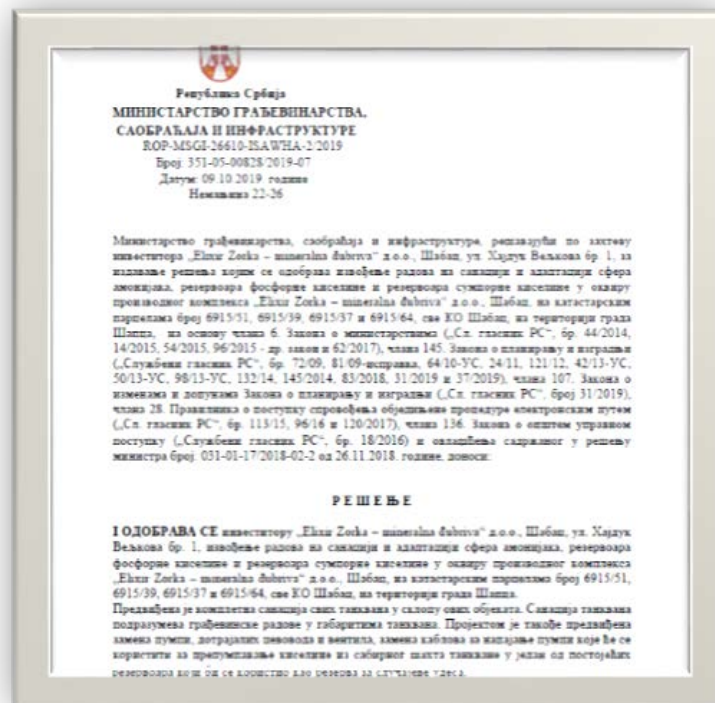 Република Србија
МИНИСТАРСТВО ГРАЂЕВИНАРСТВА,
САОБРАЋАЈА И ИНФРАСТРУКТУРЕ
ROP-MSGI-26610-ISAWHA-2/2019
Број: 351-05-00828/2019-07
Датум: 09.10.2019. године
Немањина 22-26
Министарство грађевинарства, саобраћаја и инфраструктуре, решавајући по захтеву
инвеститора „Elixir Zorka – mineralna đubriva“ д.о.о., Шабац, ул. Хајдук Вељкова бр. 1, за
издавање решења којим се одобрава извођење радова на санацији и адаптацији сфера
амонијака, резервоара фосфорне киселине и резервоара сумпорне киселине у оквиру
производног комплекса „Elixir Zorka – mineralna đubriva“ д.о.о., Шабац, на катастарским
парцелама број 6915/51, 6915/39, 6915/37 и 6915/64, све КО Шабац, на територији града
Шапца, на основу члана 6. Закона о министарствима („Сл. гласник РС“, бр. 44/2014,
14/2015, 54/2015, 96/2015 - др. закон и 62/2017), члана 145. Закона о планирању и изградњи
(„Службени гласник РС“, бр. 72/09, 81/09-исправка, 64/10-УС, 24/11, 121/12, 42/13-УС,
50/13-УС, 98/13-УС, 132/14, 145/2014, 83/2018, 31/2019 и 37/2019), члана 107. Закона о
изменама и допунама Закона о планирању и изградњи („Сл. гласник РС“, број 31/2019),
члана 28. Правилника о поступку спровођења обједињене процедуре електронским путем
(„Сл. гласник РС“, бр. 113/15, 96/16 и 120/2017), члана 136. Закона о општем управном
поступку („Службени гласник РС“, бр. 18/2016) и овлашћења садржаног у решењу
министра број: 031-01-17/2018-02-2 од 26.11.2018. године, доноси:
Р Е Ш Е Њ Е
I ОДОБРАВА СЕ инвеститору „Elixir Zorka – mineralna đubriva“ д.о.о., Шабац, ул. Хајдук
Вељкова бр. 1, извођење радова на санацији и адаптацији сфера амонијака, резервоара
фосфорне киселине и резервоара сумпорне киселине у оквиру производног комплекса
„Elixir Zorka – mineralna đubriva“ д.о.о., Шабац, на катастарским парцелама број 6915/51,
6915/39, 6915/37 и 6915/64, све КО Шабац, на територији града Шапца.
Предвиђена је комплетна санација свих танквана у склопу ових објеката. Санација танквана
подразумева грађевинске радове у габаритима танквана. Пројектом је такође предвиђена
замена пумпи, дотрајалих цевовода и вентила, замена каблова за напајање пумпи које ће се
користити за препумпавање киселине из сабирног шахта танкване у један од постојећих
резервоара који би се користио као резерва за случајеве удеса.